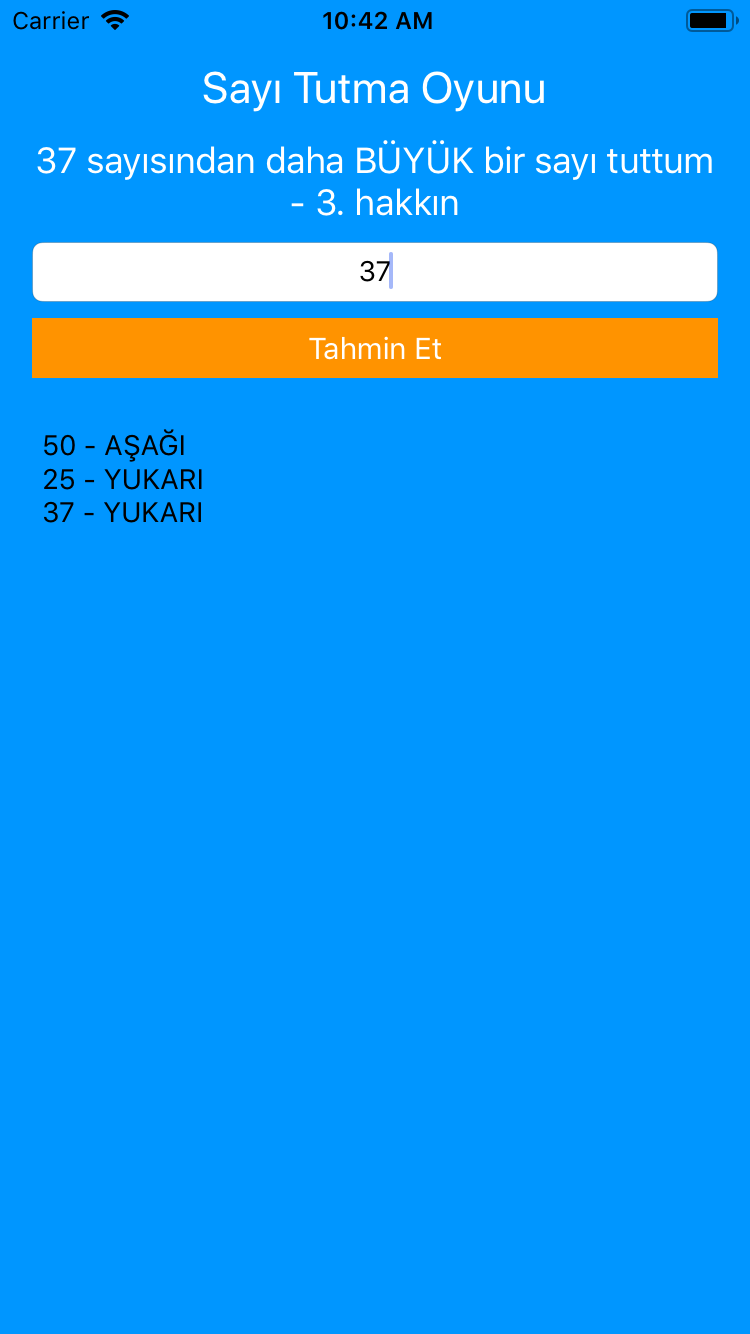 Carrier 10:42 AM
Sayı Tutma Oyunu
37 sayısından daha BÜYÜK bir sayı tuttum
- 3. hakkın
37
Tahmin Et
50 - AŞAĞI
25 - YUKARI
37 - YUKARI